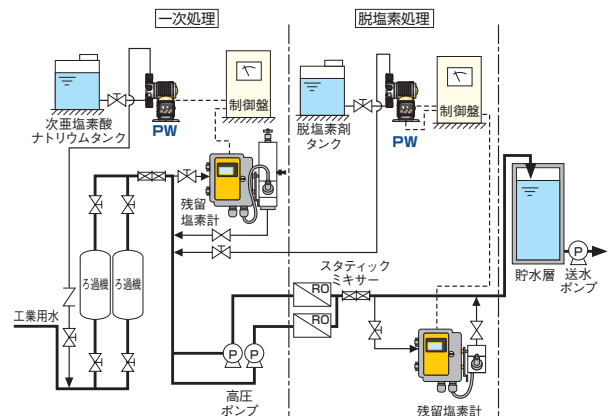 一次処理
脱塩素処理
次亜塩素酸
ナトリウムタンク
PW
制御盤
脱塩素剤
タンク
PW
制御盤
残留
塩素計
ろ過機
ろ過機
工業用水
P
P
高圧
ポンプ
RO
RO
スタティック
ミキサー
残留塩素計
貯水層
P
送水
ポンプ